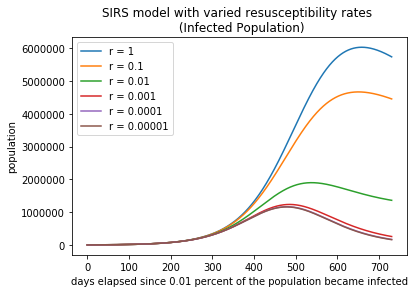 SIRS model with varied resusceptibility rates
(Infected Population)
r = 1
r = 0.1
r = 0.01
r = 0.001
r = 0.0001
r = 0.00001
6000000
5000000
4000000
3000000
2000000
1000000
0
population
0 100 200 300 400 500 600 700
days elapsed since 0.01 percent of the population became infected